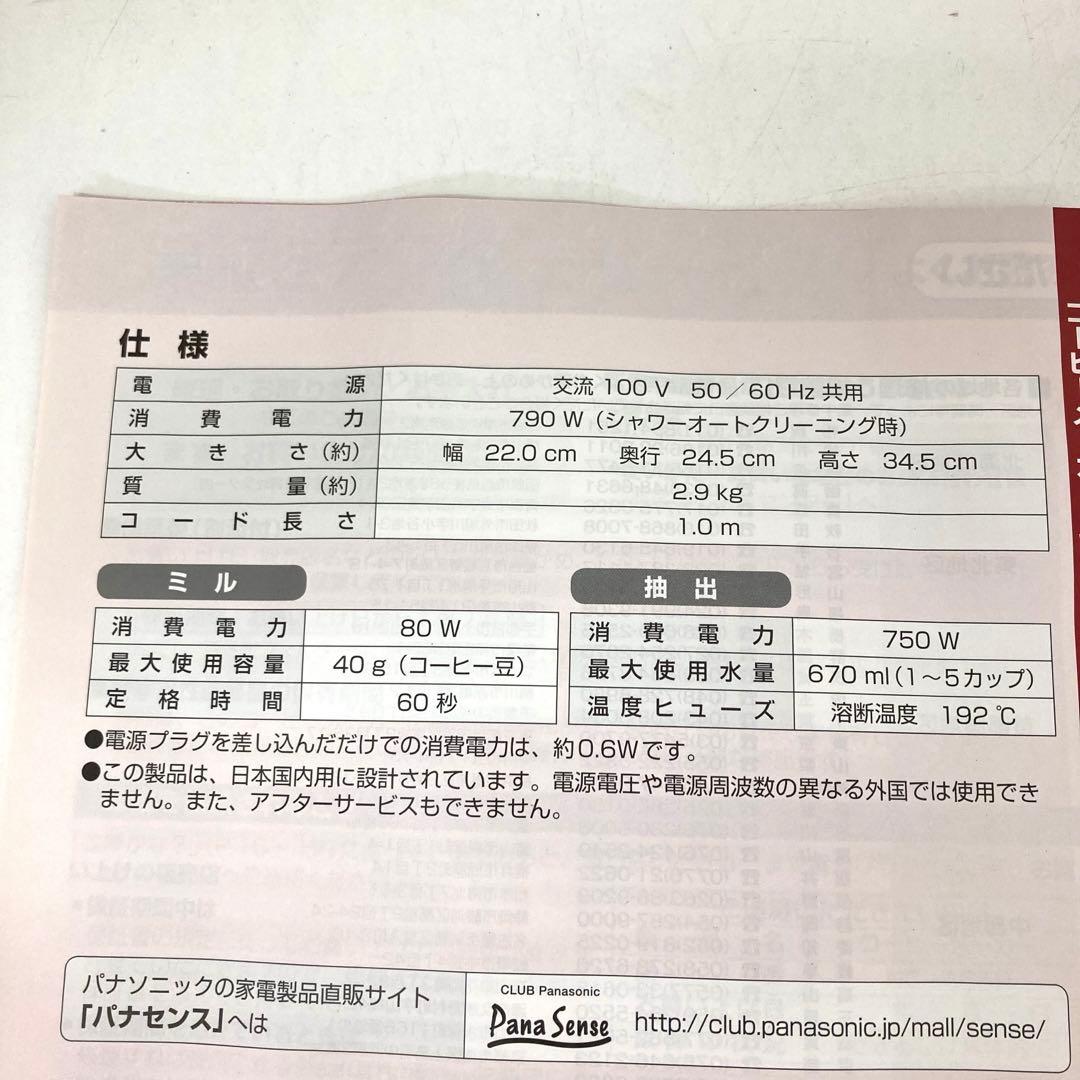 仕様
電源 交流 100 V 50／60 Hz 共用
消費電力 790 W（シャワーオートクリーニング時）
大きさ（約） 幅 22.0 cm 奥行 24.5 cm 高さ 34.5 cm
質量（約） 2.9 kg
コード長さ 1.0 m
ミル
消費電力 80 W
最大使用容量 40 g（コーヒー豆）
定格時間 60 秒
抽出
消費電力 750 W
最大使用水量 670 ml（1～5カップ）
温度ヒューズ 溶断温度 192 ℃
●電源プラグを差し込んだだけでの消費電力は、約0.6Wです。
●この製品は、日本国内用に設計されています。電源電圧や電源周波数の異なる外国では使用でき
ません。また、アフターサービスもできません。
パナソニックの家電製品直販サイト
「パナセンス」へは
CLUB Panasonic
Pana Sense
http://club.panasonic.jp/mall/sense/